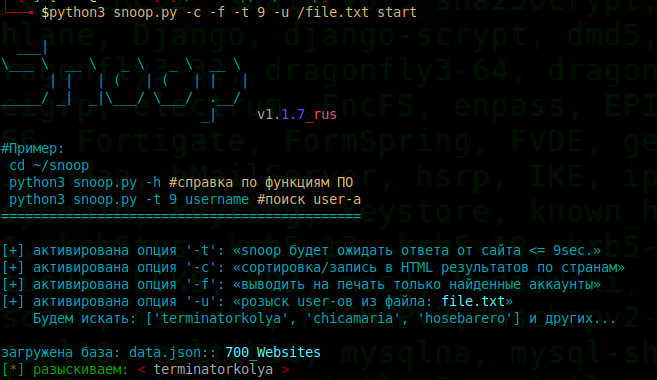 $python3 snoop.py -c -f -t 9 -u /file.txt start
Snoop
v1.1.7_rus
#Пример:
cd ~/snoop
python3 snoop.py -h #справка по функциям ПО
python3 snoop.py -t 9 username #поиск user-а
=============================================
[+] активирована опция '-t': «snoop будет ожидать ответа от сайта <= 9sec.»
[+] активирована опция '-c': «сортировка/запись в HTML результатов по странам»
[+] активирована опция '-f': «выводить на печать только найденные аккаунты»
[+] активирована опция '-u': «розыск user-ов из файла: file.txt»
Будем искать: ['terminatorkolya', 'chicamaria', 'hosebarero'] и других...
загружена база: data.json:: 700_Websites
[*] разыскиваем: < terminatorkolya >